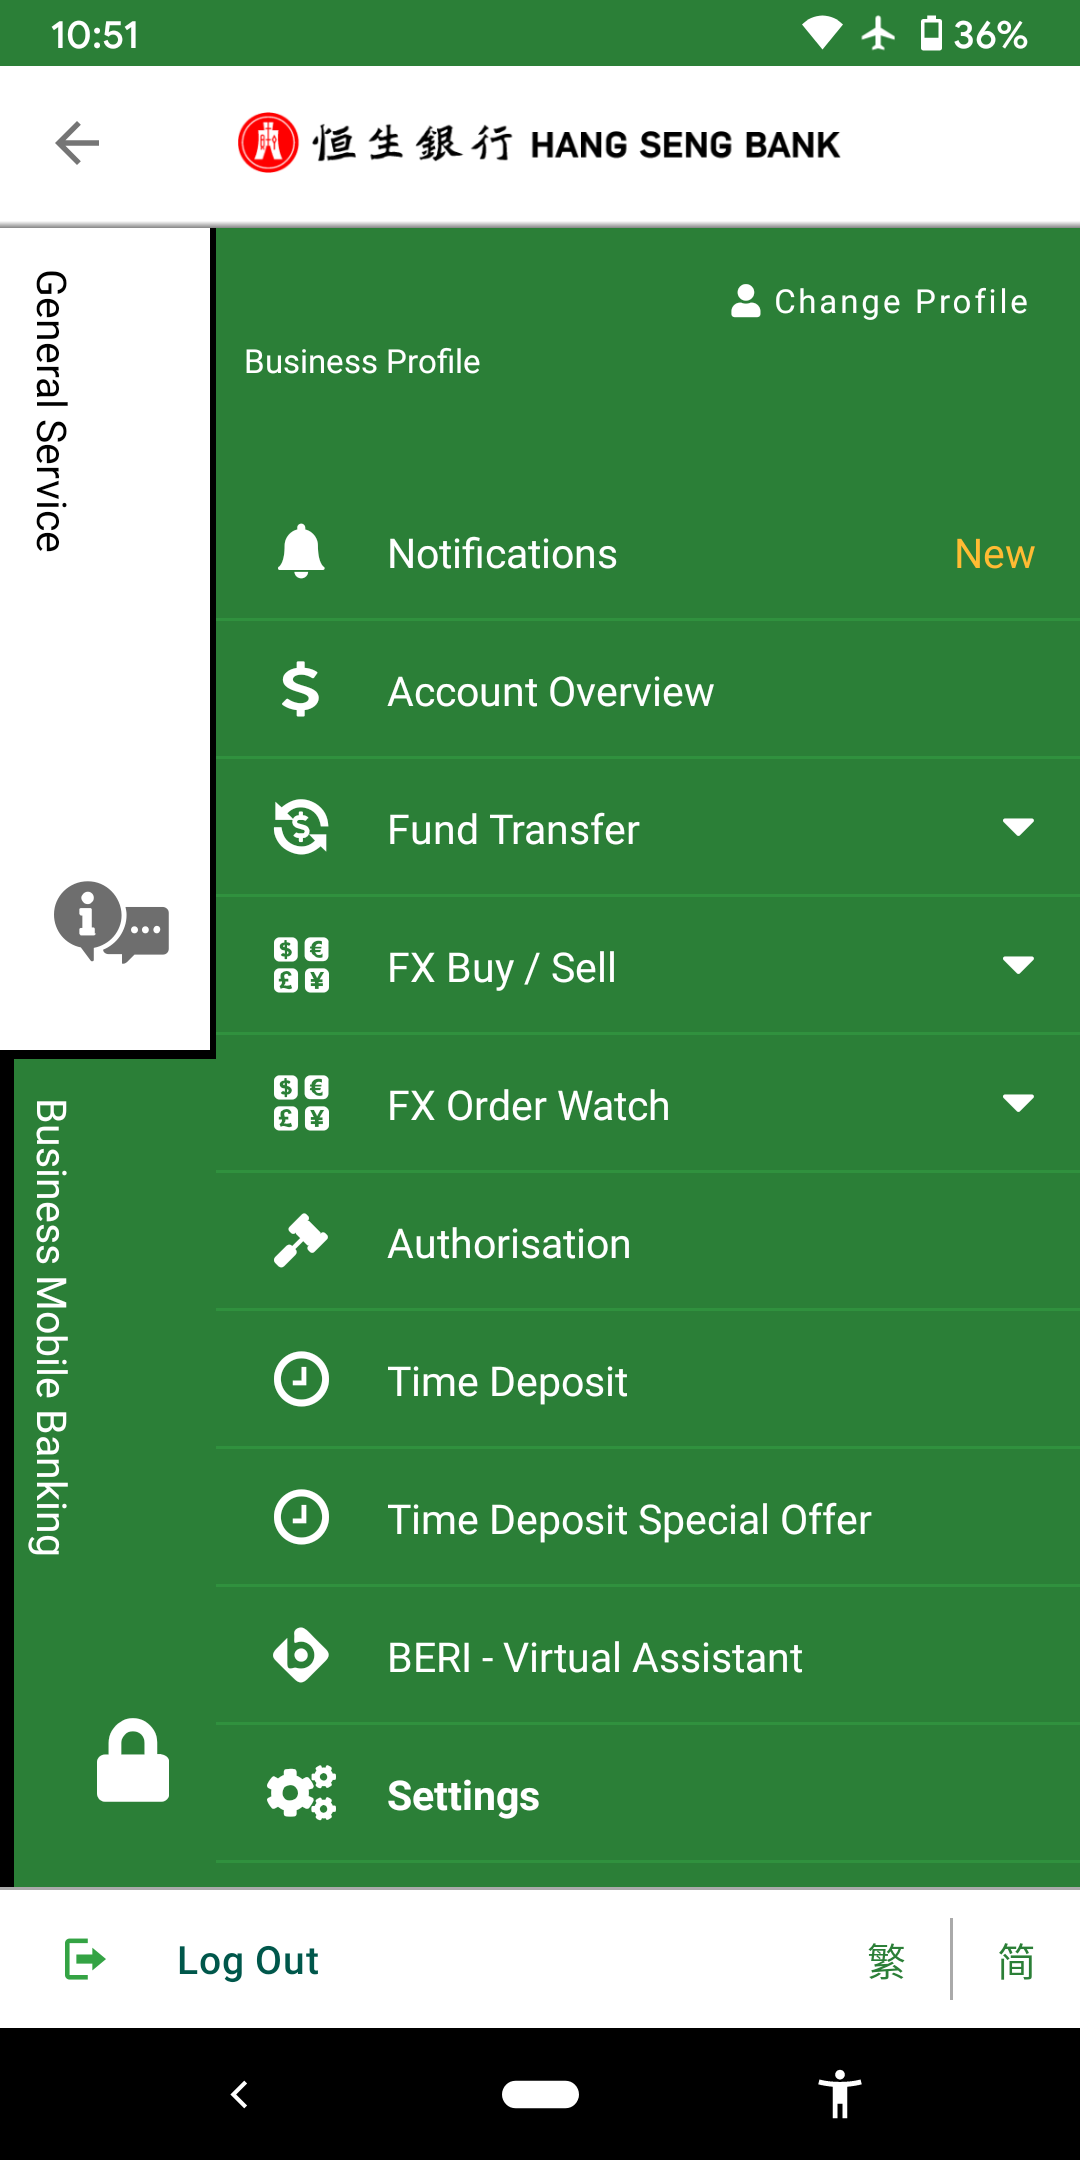 10:51
36%
恒生銀行 HANG SENG BANK
General Service
Change Profile
Business Profile
Notifications
New
Account Overview
Fund Transfer
FX Buy / Sell
FX Order Watch
Authorisation
Time Deposit
Time Deposit Special Offer
BERI - Virtual Assistant
Settings
Business Mobile Banking
Log Out
繁
简